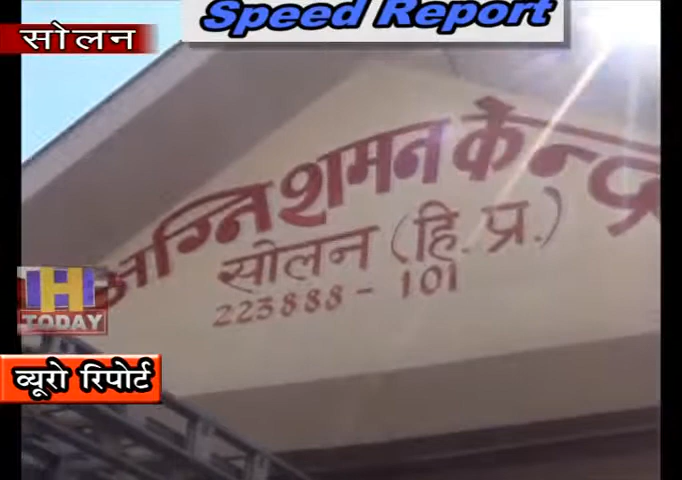 Speed Report
सोलन
अग्निशमन केन्द्र
सोलन (हि. प्र.)
223888 - 101
H
TODAY
ब्यूरो रिपोर्ट